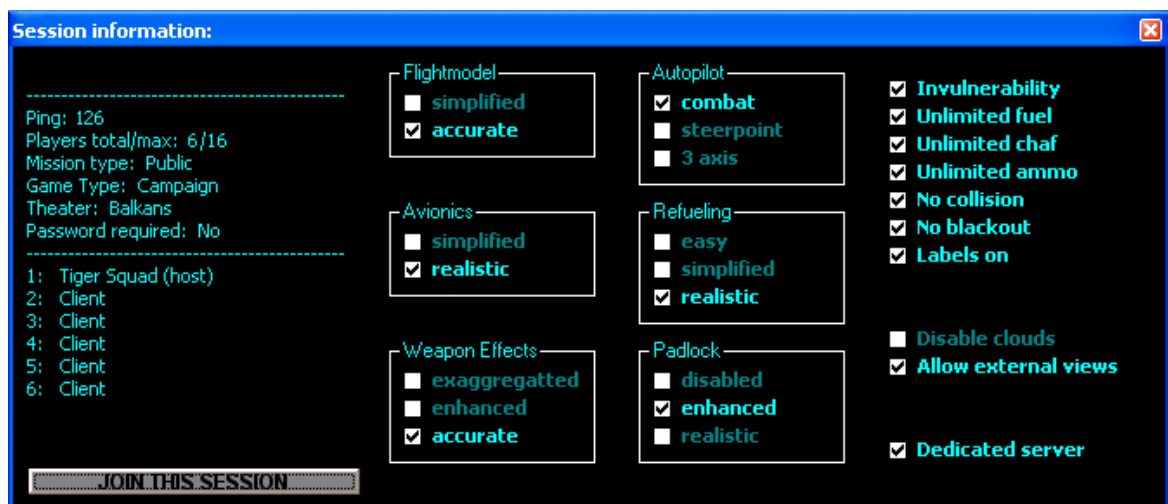 Session information:
---------------------------------------------
Ping: 126
Players total/max: 6/16
Mission type: Public
Game Type: Campaign
Theater: Balkans
Password required: No
---------------------------------------------
1: Tiger Squad (host)
2: Client
3: Client
4: Client
5: Client
6: Client
JOIN THIS SESSION
Flightmodel
simplified
accurate
Avionics
simplified
realistic
Weapon Effects
exaggregatted
enhanced
accurate
Autopilot
combat
steerpoint
3 axis
Refueling
easy
simplified
realistic
Padlock
disabled
enhanced
realistic
Invulnerability
Unlimited fuel
Unlimited chaf
Unlimited ammo
No collision
No blackout
Labels on
Disable clouds
Allow external views
Dedicated server